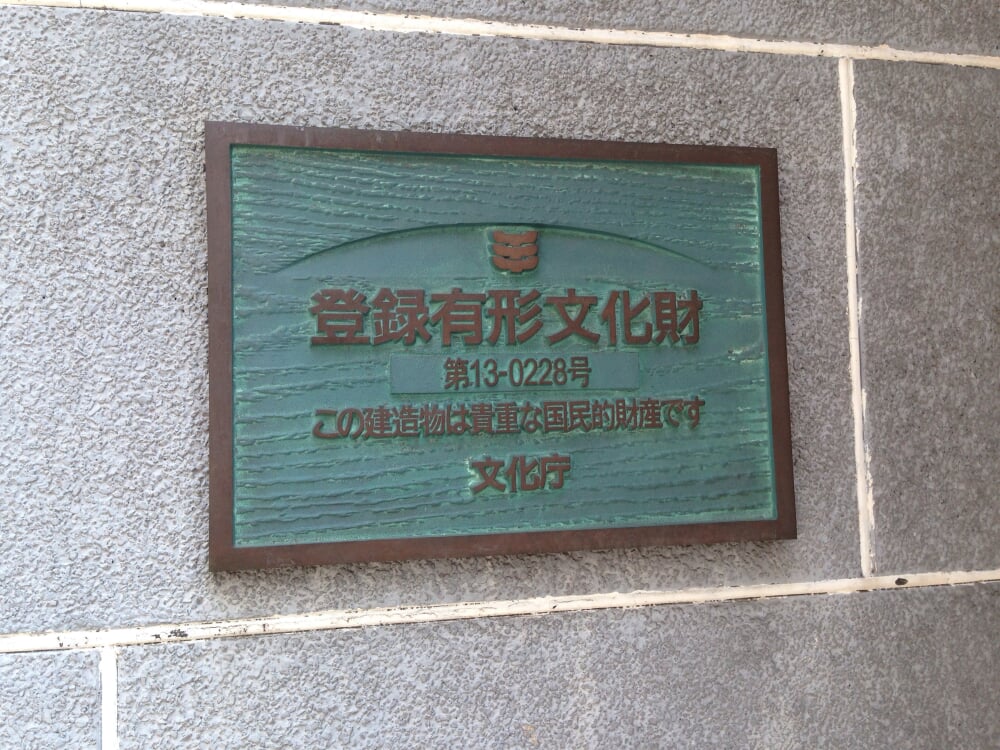 登録有形文化財
第13-0228号
この建造物は貴重な国民的財産です
文化庁